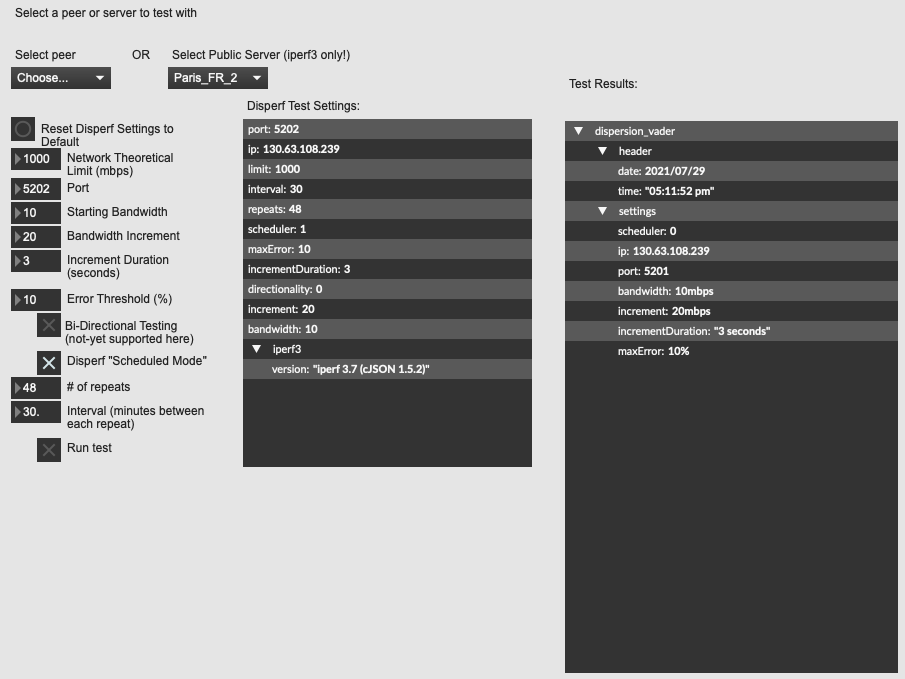 Select a peer or server to test with
Select peer
OR
Select Public Server (iperf3 only!)
Choose...
Paris_FR_2
Reset Disperf Settings to
Default
1000
Network Theoretical
Limit (mbps)
5202
Port
10
Starting Bandwidth
20
Bandwidth Increment
3
Increment Duration
(seconds)
10
Error Threshold (%)
Bi-Directional Testing
(not-yet supported here)
Disperf "Scheduled Mode"
48
# of repeats
30.
Interval (minutes between
each repeat)
Run test
Disperf Test Settings:
port: 5202
ip: 130.63.108.239
limit: 1000
interval: 30
repeats: 48
scheduler: 1
maxError: 10
incrementDuration: 3
directionality: 0
increment: 20
bandwidth: 10
iperf3
version: "iperf 3.7 (cJSON 1.5.2)"
Test Results:
dispersion_vader
header
date: 2021/07/29
time: "05:11:52 pm"
settings
scheduler: 0
ip: 130.63.108.239
port: 5201
bandwidth: 10mbps
increment: 20mbps
incrementDuration: "3 seconds"
maxError: 10%